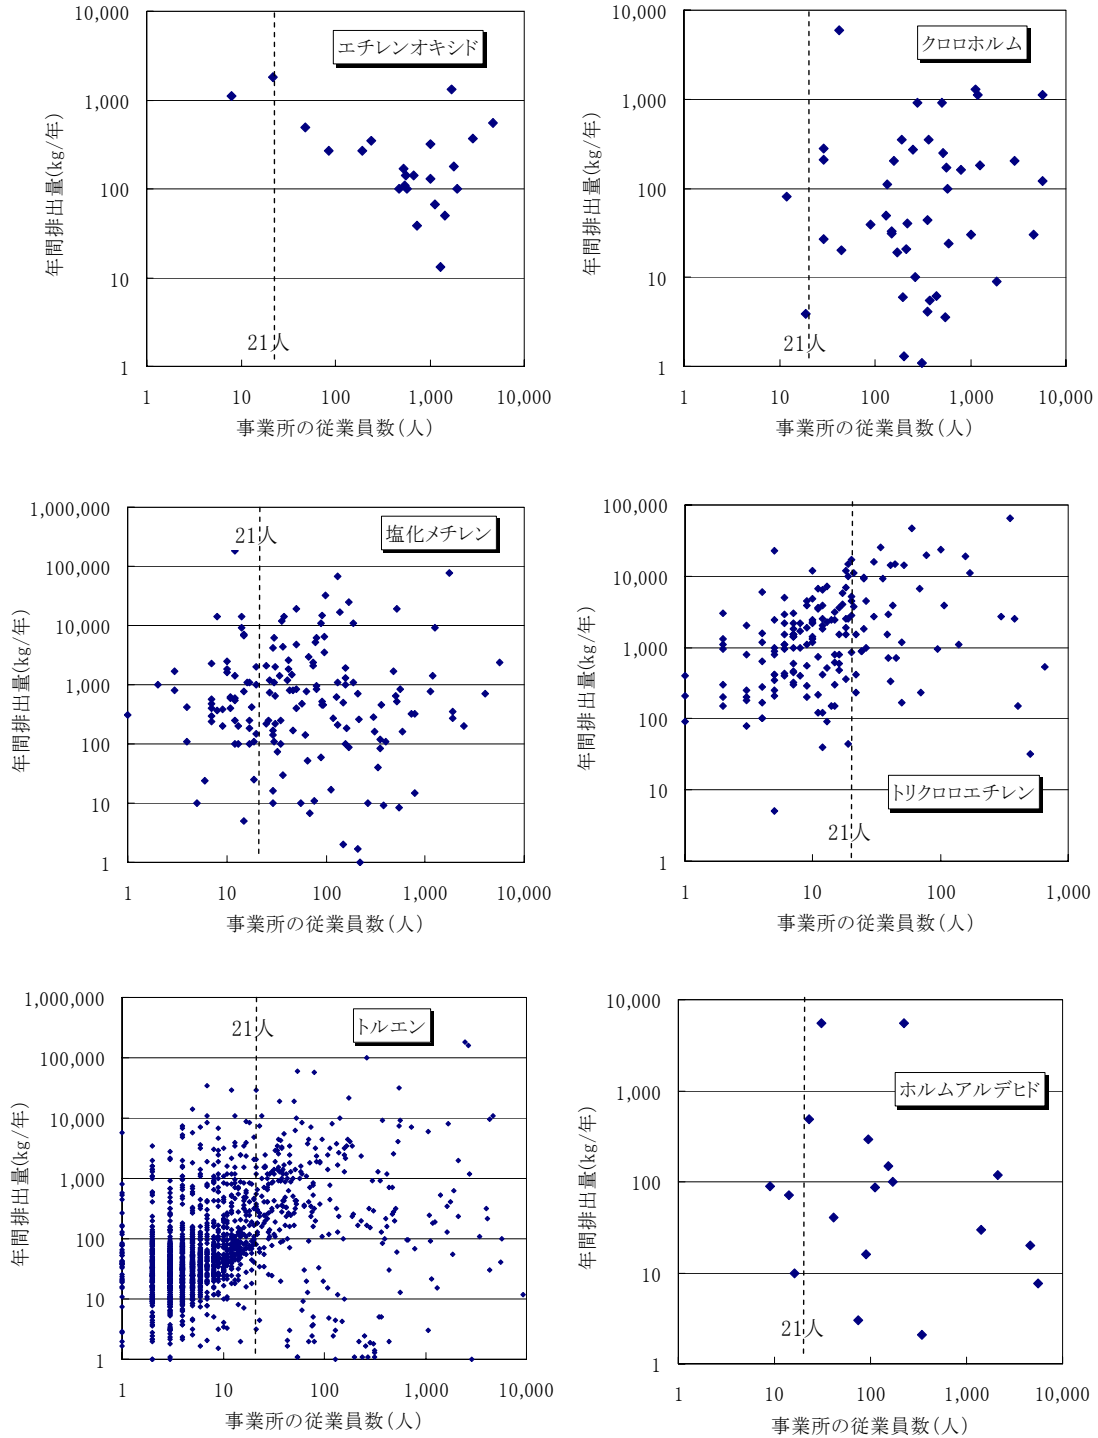 エチレンオキシド
年間排出量(kg/年)
10,000
1,000
100
10
1
21人
1 10 100 1,000 10,000
事業所の従業員数(人)
クロロホルム
年間排出量(kg/年)
10,000
1,000
100
10
1
21人
1 10 100 1,000 10,000
事業所の従業員数(人)
塩化メチレン
年間排出量(kg/年)
1,000,000
100,000
10,000
1,000
100
10
1
21人
1 10 100 1,000 10,000
事業所の従業員数(人)
トリクロロエチレン
年間排出量(kg/年)
100,000
10,000
1,000
100
10
1
21人
1 10 100 1,000
事業所の従業員数(人)
トルエン
年間排出量(kg/年)
1,000,000
100,000
10,000
1,000
100
10
1
21人
1 10 100 1,000 10,000
事業所の従業員数(人)
ホルムアルデヒド
年間排出量(kg/年)
10,000
1,000
100
10
1
21人
1 10 100 1,000 10,000
事業所の従業員数(人)